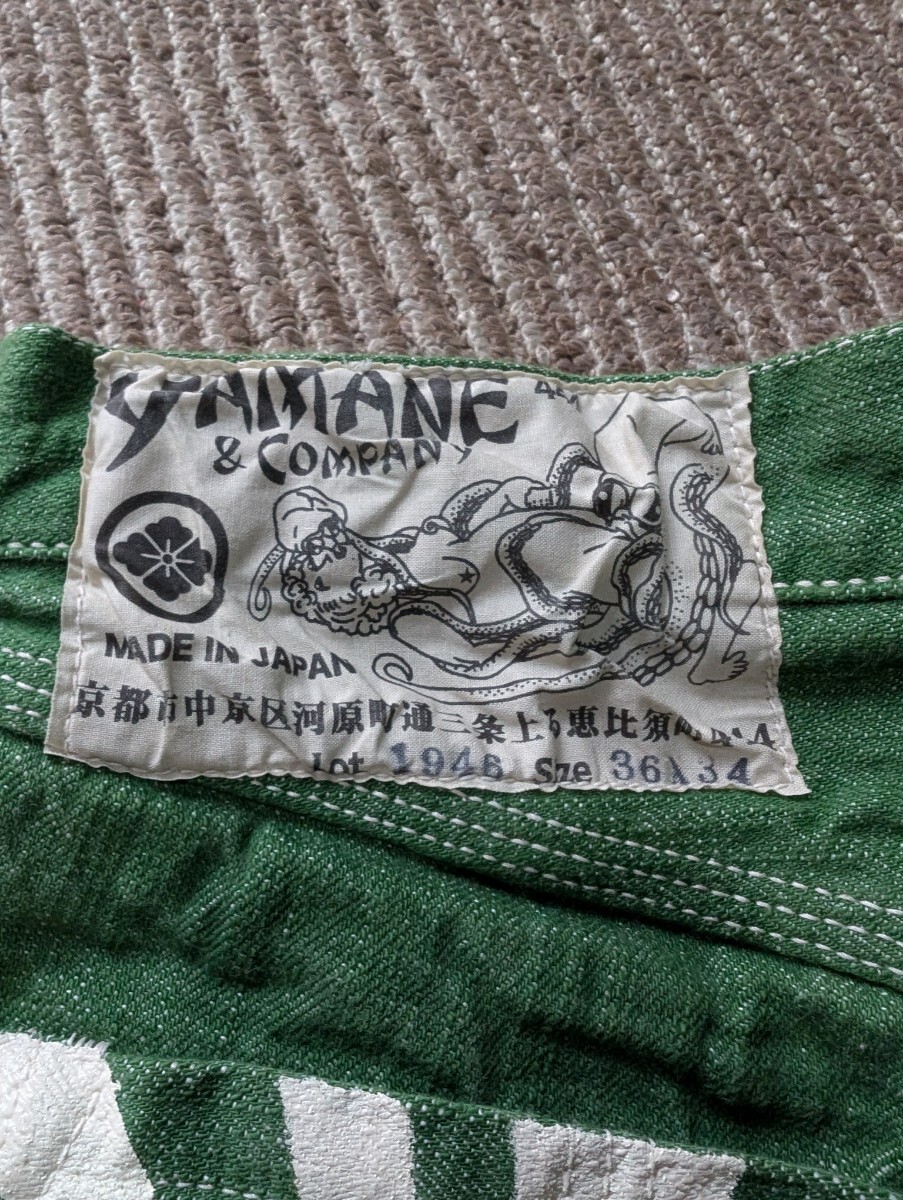 YAMANE
& COMPANY
MADE IN JAPAN
京都市中京区河原町通三条上る恵比須町
Lot 1946 Size 36x34